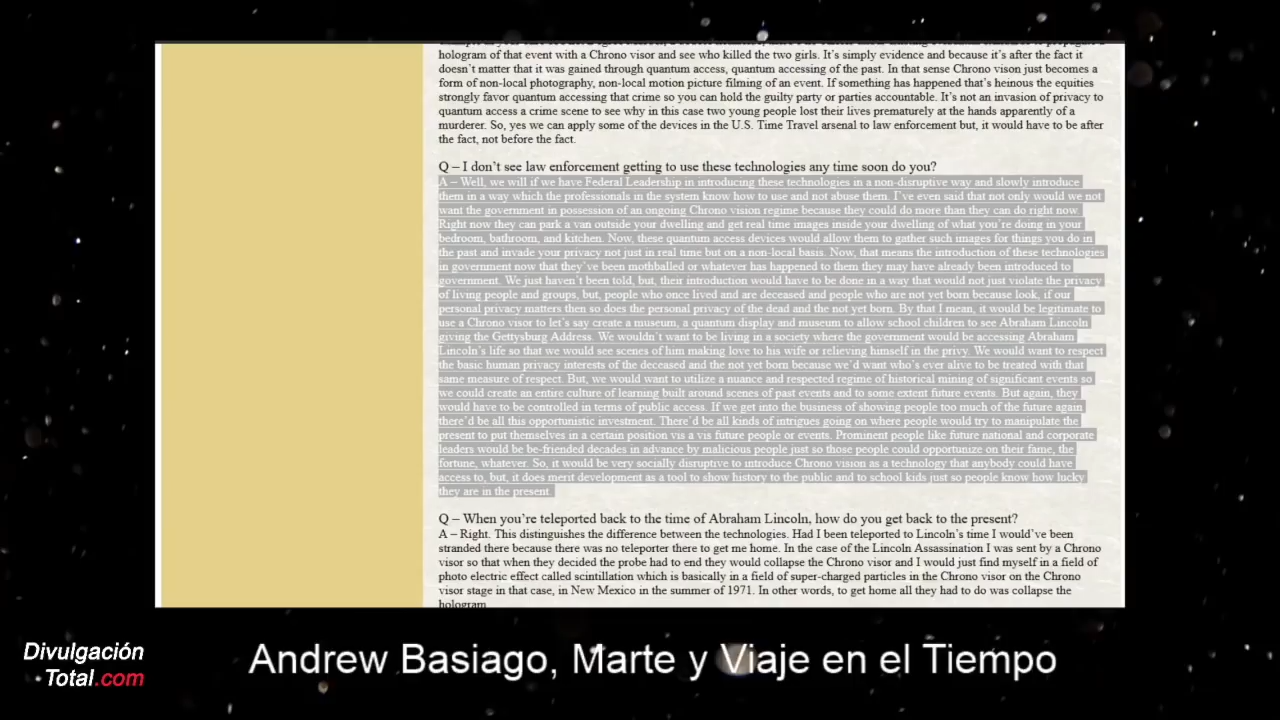 hologram of that event with a Chrono visor and see who killed the two girls. It's simply evidence and because it's after the fact it
doesn't matter that it was gained through quantum access, quantum accessing of the past. In that sense Chrono vison just becomes a
form of non-local photography, non-local motion picture filming of an event. If something has happened that's heinous the equities
strongly favor quantum accessing that crime so you can hold the guilty party or parties accountable. It's not an invasion of privacy to
quantum access a crime scene to see why in this case two young people lost their lives prematurely at the hands apparently of a
murderer. So, yes we can apply some of the devices in the U.S. Time Travel arsenal to law enforcement but, it would have to be after
the fact, not before the fact.
Q – I don't see law enforcement getting to use these technologies any time soon do you?
A – Well, we will if we have Federal Leadership in introducing these technologies in a non-disruptive way and slowly introduce
them in a way which the professionals in the system know how to use and not abuse them. I've even said that not only would we not
want the government in possession of an ongoing Chrono vision regime because they could do more than they can do right now.
Right now they can park a van outside your dwelling and get real time images inside your dwelling of what you're doing in your
bedroom, bathroom, and kitchen. Now, these quantum access devices would allow them to gather such images for things you do in
the past and invade your privacy not just in real time but on a non-local basis. Now, that means the introduction of these technologies
in government now that they've been mothballed or whatever has happened to them they may have already been introduced to
government. We just haven't been told, but, their introduction would have to be done in a way that would not just violate the privacy
of living people and groups, but, people who once lived and are deceased and people who are not yet born because look, if our
personal privacy matters then so does the personal privacy of the dead and the not yet born. By that I mean, it would be legitimate to
use a Chrono visor to let's say create a museum, a quantum display and museum to allow school children to see Abraham Lincoln
giving the Gettysburg Address. We wouldn't want to be living in a society where the government would be accessing Abraham
Lincoln's life so that we would see scenes of him making love to his wife or relieving himself in the privy. We would want to respect
the basic human privacy interests of the deceased and the not yet born because we'd want who's ever alive to be treated with that
same measure of respect. But, we would want to utilize a nuance and respected regime of historical mining of significant events so
we could create an entire culture of learning built around scenes of past events and to some extent future events. But again, they
would have to be controlled in terms of public access. If we get into the business of showing people too much of the future again
there'd be all this opportunistic investment. There'd be all kinds of intrigues going on where people would try to manipulate the
present to put themselves in a certain position vis a vis future people or events. Prominent people like future national and corporate
leaders would be be-friended decades in advance by malicious people just so those people could opportunize on their fame, the
fortune, whatever. So, it would be very socially disruptive to introduce Chrono vision as a technology that anybody could have
access to, but, it does merit development as a tool to show history to the public and to school kids just so people know how lucky
they are in the present.
Q – When you're teleported back to the time of Abraham Lincoln, how do you get back to the present?
A – Right. This distinguishes the difference between the technologies. Had I been teleported to Lincoln's time I would've been
stranded there because there was no teleporter there to get me home. In the case of the Lincoln Assassination I was sent by a Chrono
visor so that when they decided the probe had to end they would collapse the Chrono visor and I would just find myself in a field of
photo electric effect called scintillation which is basically in a field of super-charged particles in the Chrono visor on the Chrono
visor stage in that case, in New Mexico in the summer of 1971. In other words, to get home all they had to do was collapse the
hologram.
Divulgación
Total.com
Andrew Basiago, Marte y Viaje en el Tiempo